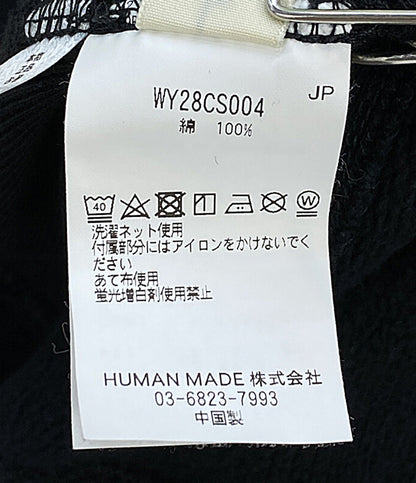 WY28CS004
JP
綿 100%
40 W
洗濯ネット使用
付属部分にはアイロンをかけないでく
ださい
あて布使用
蛍光増白剤使用禁止
HUMAN MADE 株式会社
03-6823-7993
中国製